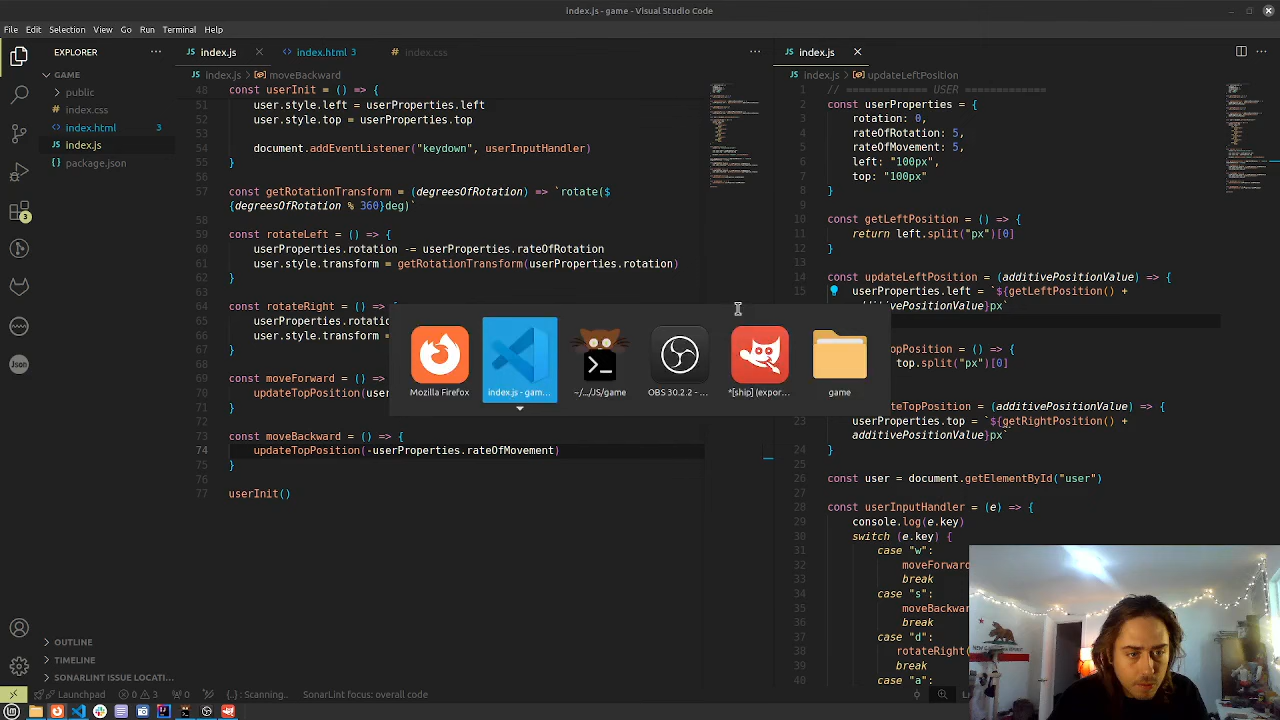 index.js - game - Visual Studio Code
File Edit Selection View Go Run Terminal Help
EXPLORER
GAME
public
index.css
index.html 3
index.js
package.json
OUTLINE
TIMELINE
SONARLINT ISSUE LOCATI...
index.js index.html 3 index.css
index.js > moveBackward
48 const userInit = () => {
51 user.style.left = userProperties.left
52 user.style.top = userProperties.top
53
54 document.addEventListener("keydown", userInputHandler)
55 }
56
57 const getRotationTransform = (degreesOfRotation) => `rotate($
{degreesOfRotation % 360}deg)`
58
59 const rotateLeft = () => {
60 userProperties.rotation -= userProperties.rateOfRotation
61 user.style.transform = getRotationTransform(userProperties.rotation)
62 }
63
64 const rotateRight = () => {
65 userProperties.rotatio
66 user.style.transform =
67 }
68
69 const moveForward = () =>
70 updateTopPosition(user
71 }
72
73 const moveBackward = () => {
74 updateTopPosition(-userProperties.rateOfMovement)
75 }
76
77 userInit()
index.js
index.js > updateLeftPosition
1 // ============= USER =============
2 const userProperties = {
3 rotation: 0,
4 rateOfRotation: 5,
5 rateOfMovement: 5,
6 left: "100px",
7 top: "100px"
8 }
9
10 const getLeftPosition = () => {
11 return left.split("px")[0]
12 }
13
14 const updateLeftPosition = (additivePositionValue) => {
15 userProperties.left = `${getLeftPosition() +
additivePositionValue}px`
opPosition = () => {
top.split("px")[0]
teTopPosition = (additivePositionValue) => {
23 userProperties.top = `${getRightPosition() +
additivePositionValue}px`
24 }
25
26 const user = document.getElementById("user")
27
28 const userInputHandler = (e) => {
29 console.log(e.key)
30 switch (e.key) {
31 case "w":
32 moveForward
33 break
34 case "s":
35 moveBackwar
36 break
37 case "d":
38 rotateRight(
39 break
40 case "a":
Mozilla Firefox
index.js - gam...
~/.../JS/game
OBS 30.2.2 - ...
*[ship] (expor...
game
3
Json
Launchpad 0 3 0 {..}: Scanning.. SonarLint focus: overall code